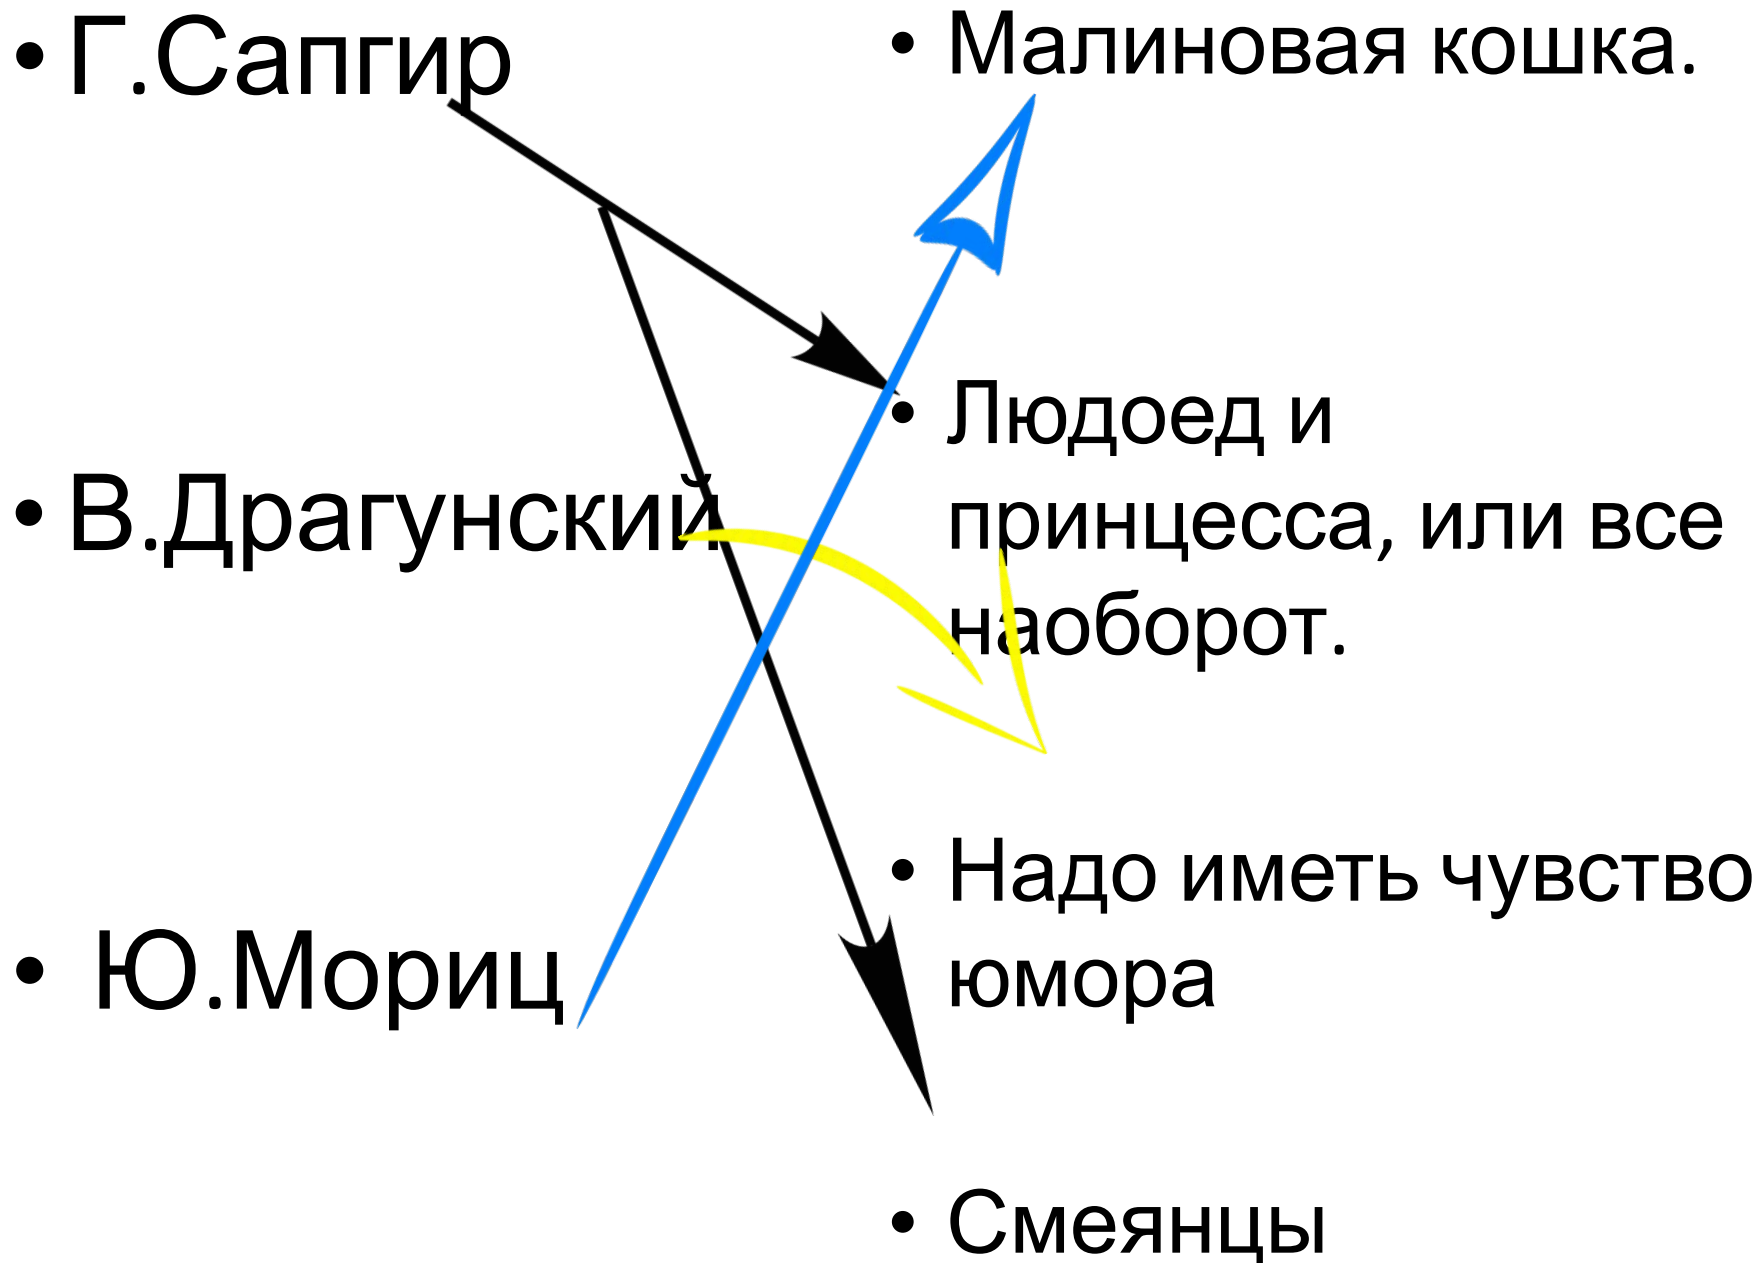 • Г.Сапгир
• В.Драгунский
• Ю.Мориц
• Малиновая кошка.
• Людоед и
принцесса, или все
наоборот.
• Надо иметь чувство
юмора
• Смеянцы